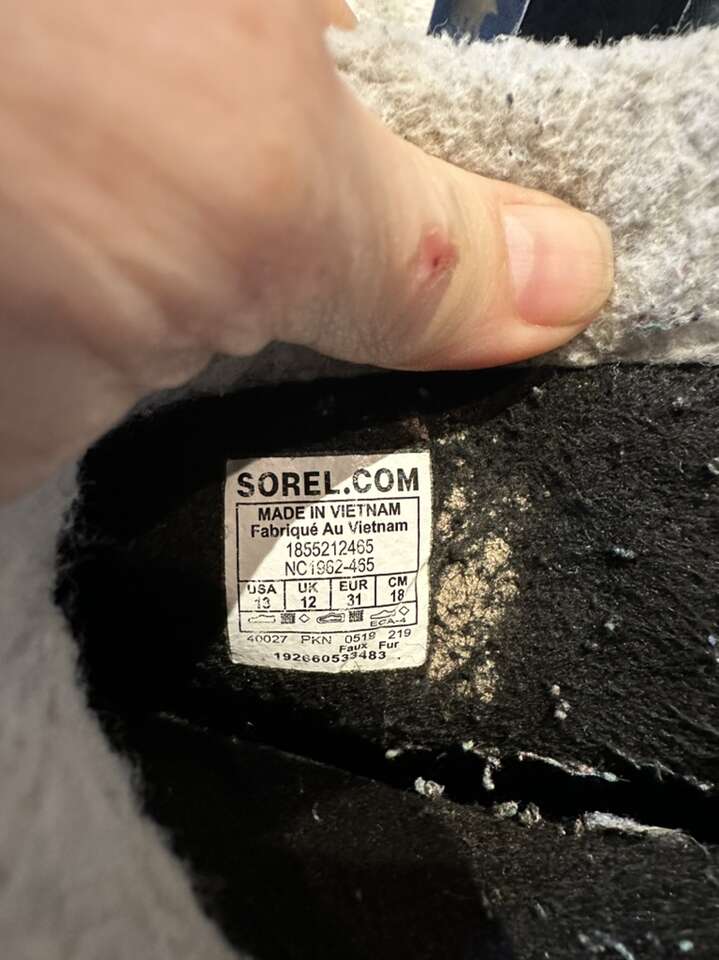 SOREL.COM
MADE IN VIETNAM
Fabriqué Au Vietnam
1855212465
NC1962-465
USA UK EUR CM
13 12 31 18
ECA-4
40027 PKN 0519 219
Faux Fur
192660533483